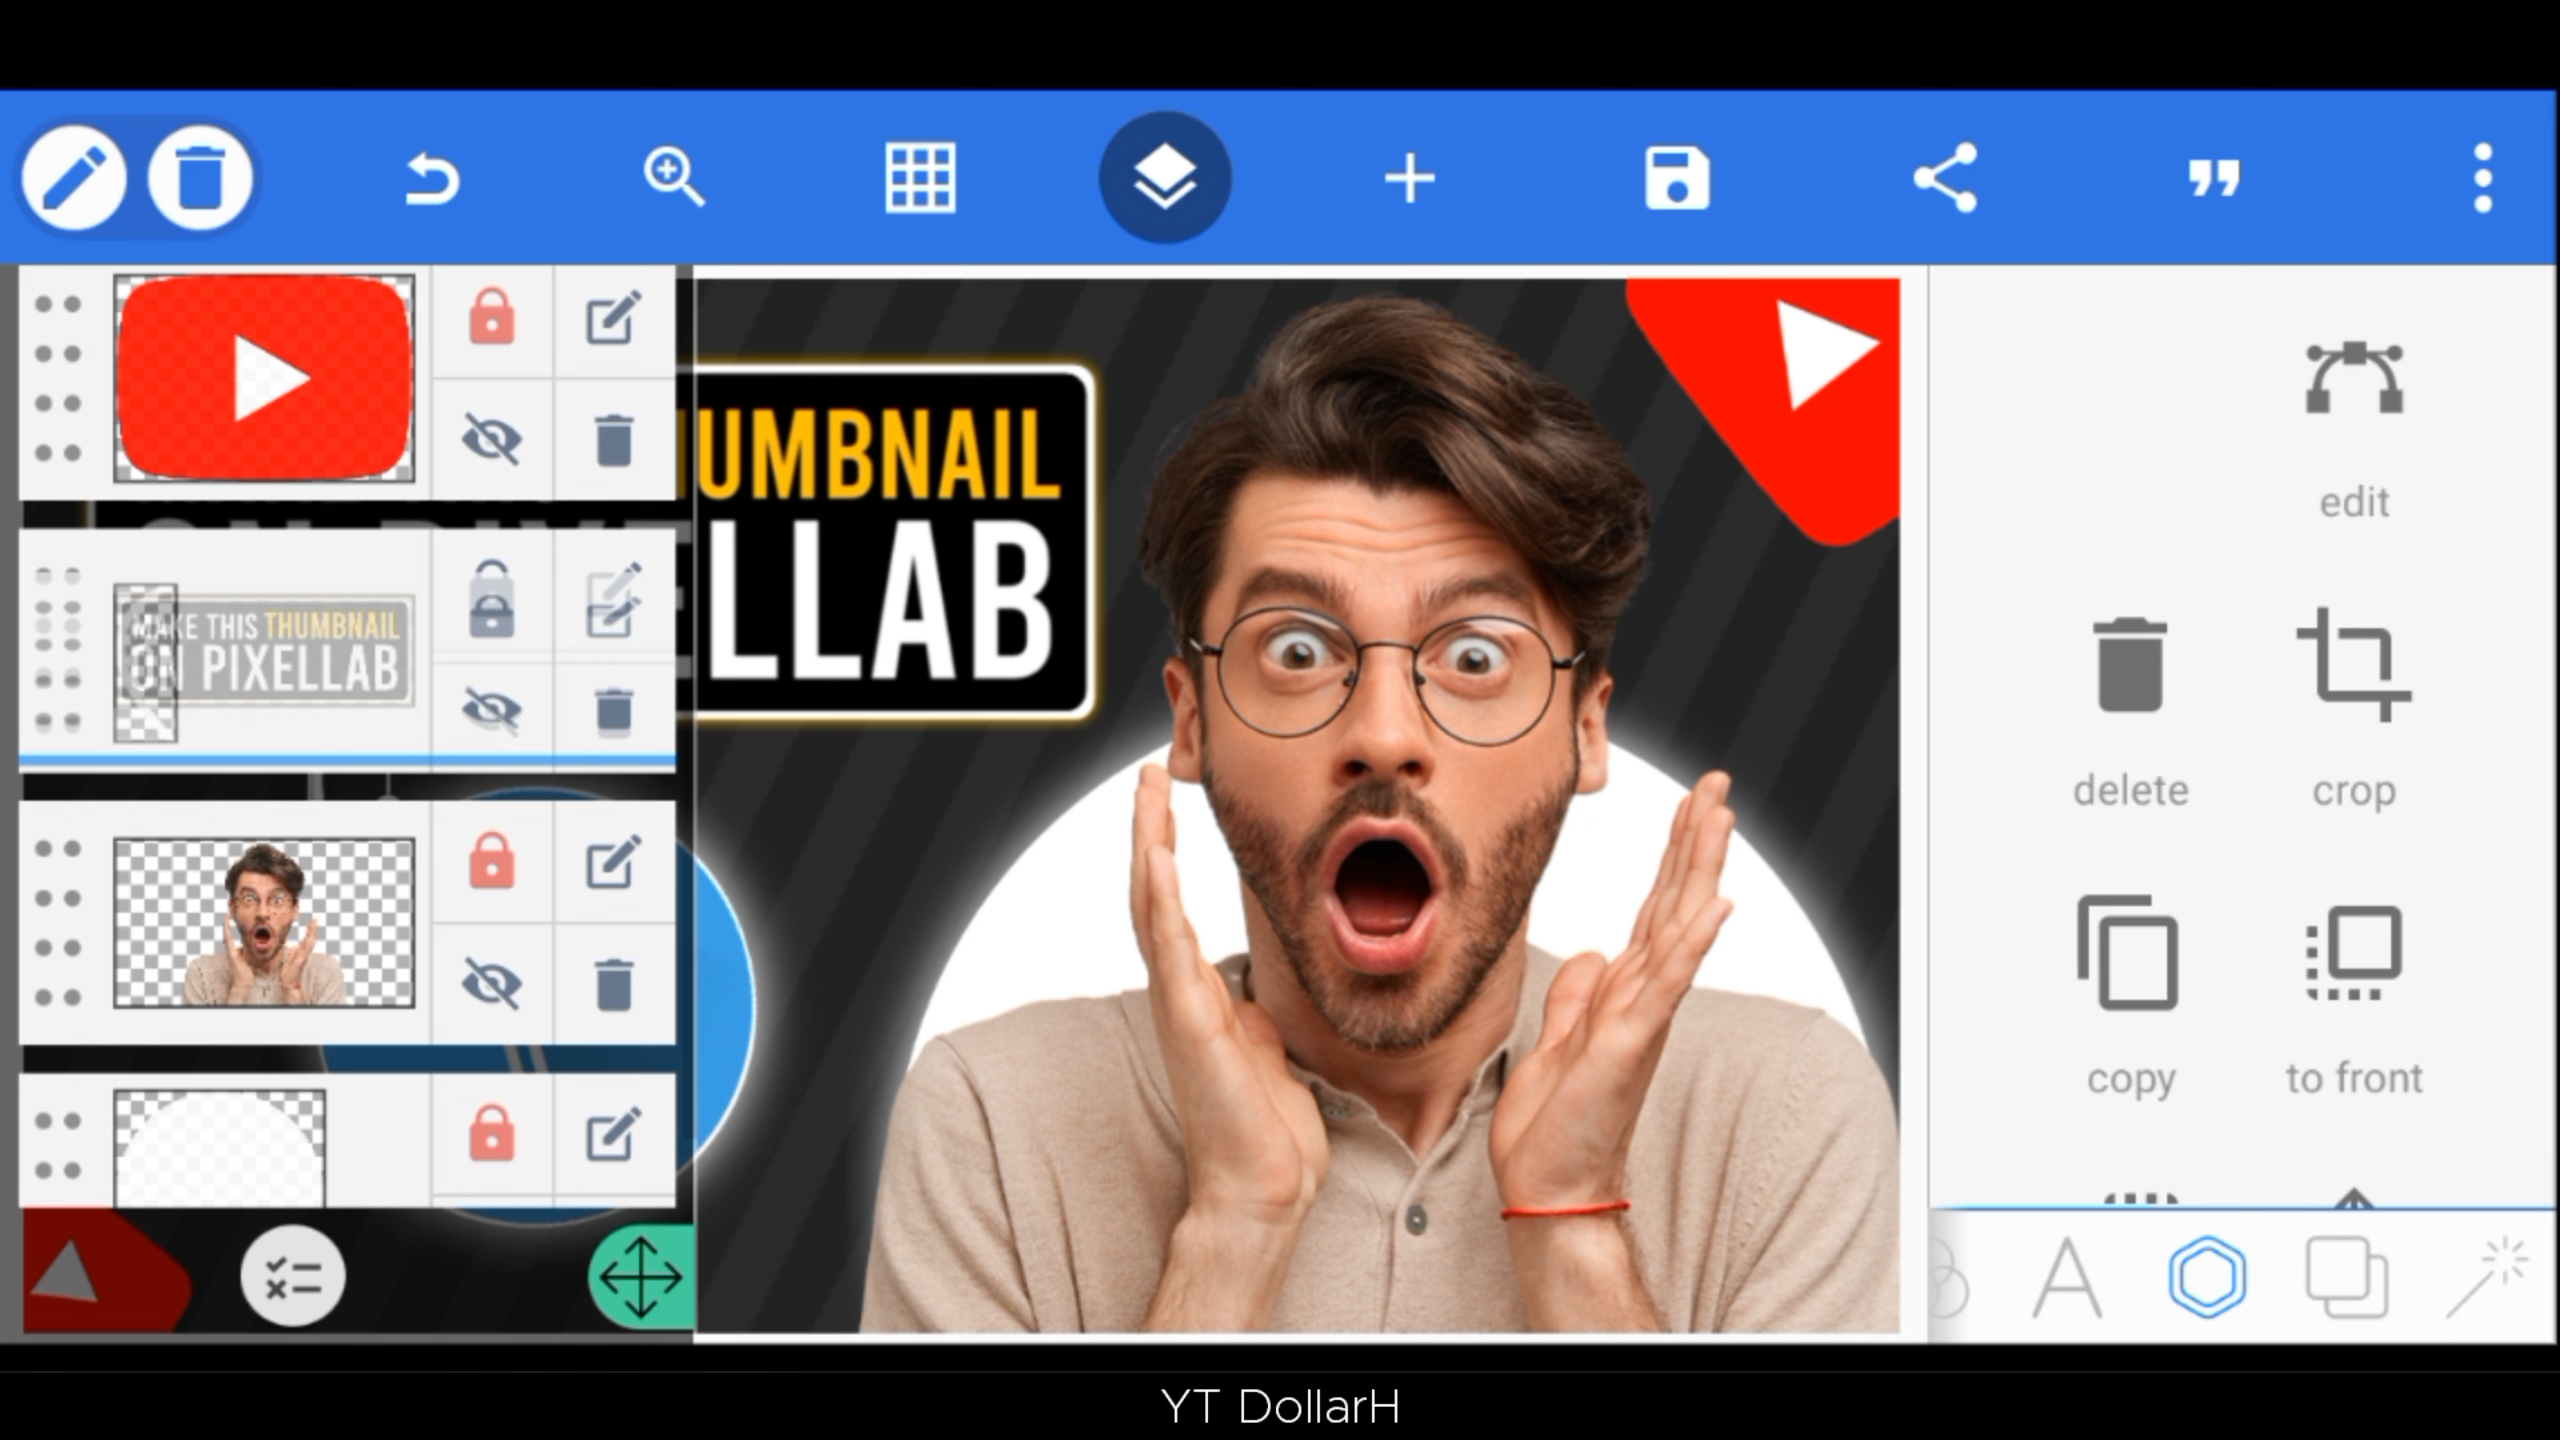 UMBNAIL
LLAB
MAKE THIS THUMBNAIL
ON PIXELLAB
edit
delete
crop
copy
to front
YT DollarH